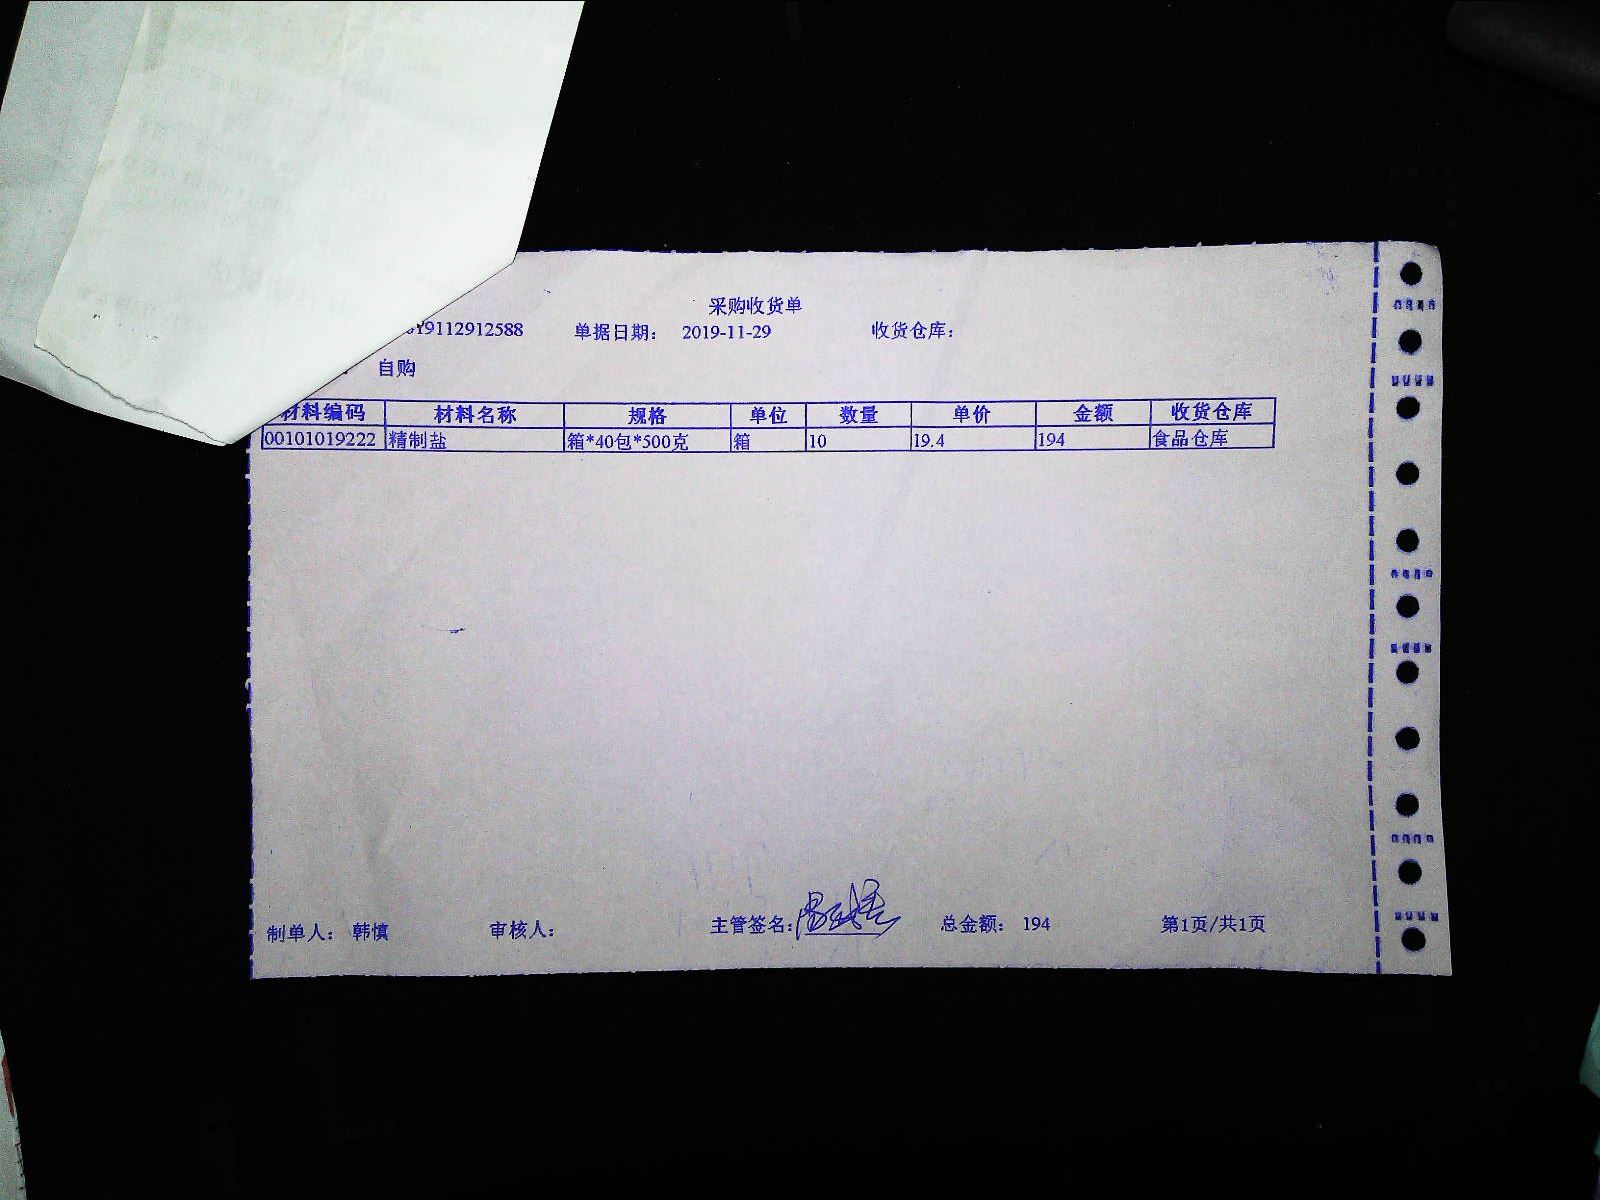 采购收货单
Y9112912588 单据日期： 2019-11-29 收货仓库：
自购
材料编码 材料名称 规格 单位 数量 单价 金额 收货仓库
00101019222 精制盐 箱*40包*500克 箱 10 19.4 194 食品仓库
制单人： 韩慎 审核人： 主管签名： 总金额： 194 第1页/共1页